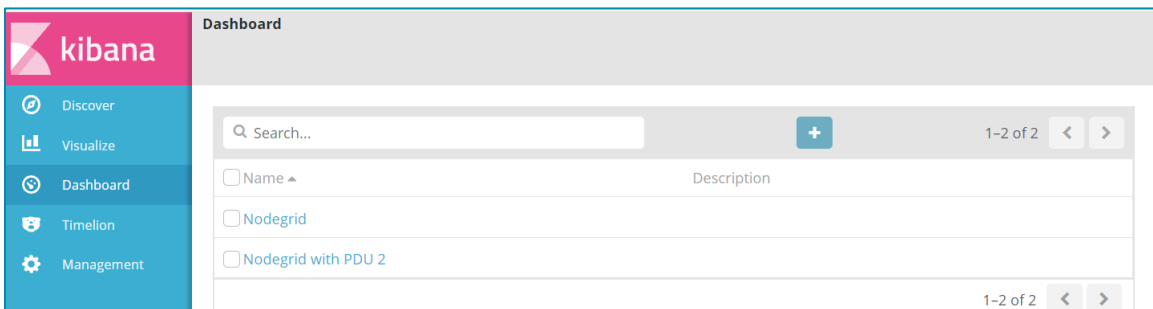 kibana
Dashboard
Discover
Visualize
Dashboard
Timelion
Management
Search...
1–2 of 2
Name Description
Nodegrid
Nodegrid with PDU 2
1–2 of 2